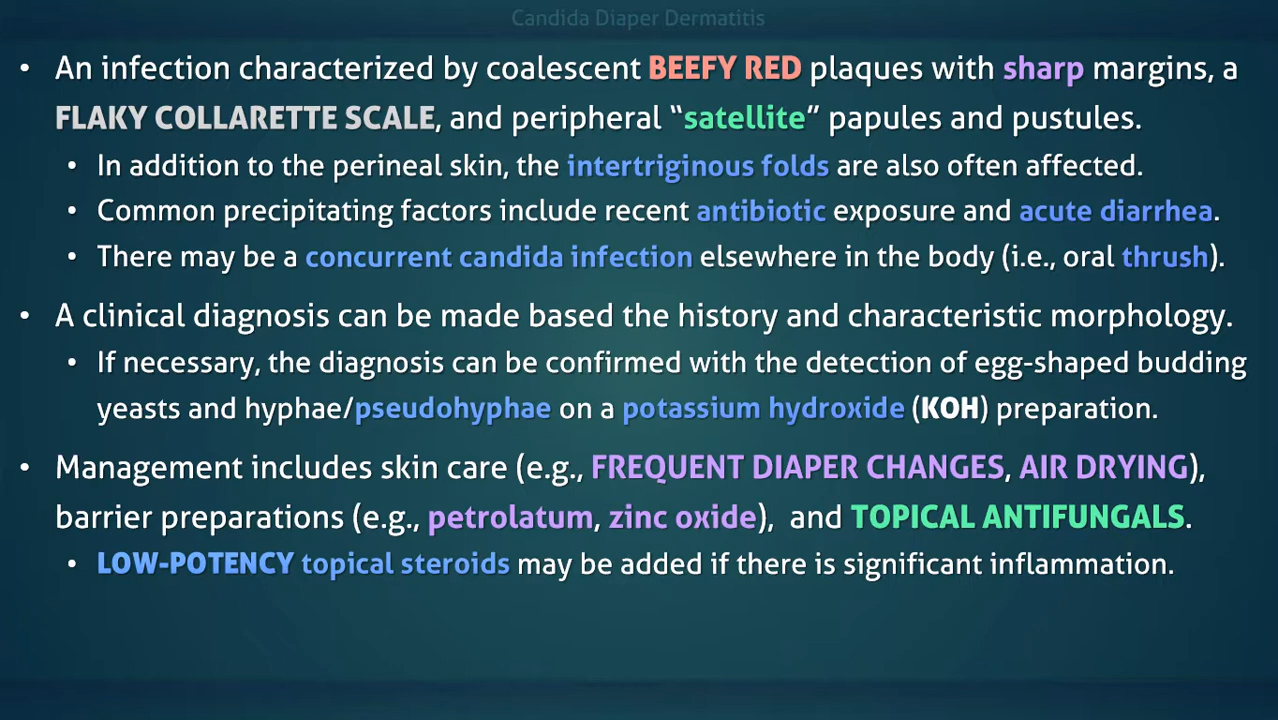 Candida Diaper Dermatitis
• An infection characterized by coalescent BEEFY RED plaques with sharp margins, a
FLAKY COLLARETTE SCALE, and peripheral “satellite” papules and pustules.
• In addition to the perineal skin, the intertriginous folds are also often affected.
• Common precipitating factors include recent antibiotic exposure and acute diarrhea.
• There may be a concurrent candida infection elsewhere in the body (i.e., oral thrush).
• A clinical diagnosis can be made based the history and characteristic morphology.
• If necessary, the diagnosis can be confirmed with the detection of egg-shaped budding
yeasts and hyphae/pseudohyphae on a potassium hydroxide (KOH) preparation.
• Management includes skin care (e.g., FREQUENT DIAPER CHANGES, AIR DRYING),
barrier preparations (e.g., petrolatum, zinc oxide), and TOPICAL ANTIFUNGALS.
• LOW-POTENCY topical steroids may be added if there is significant inflammation.